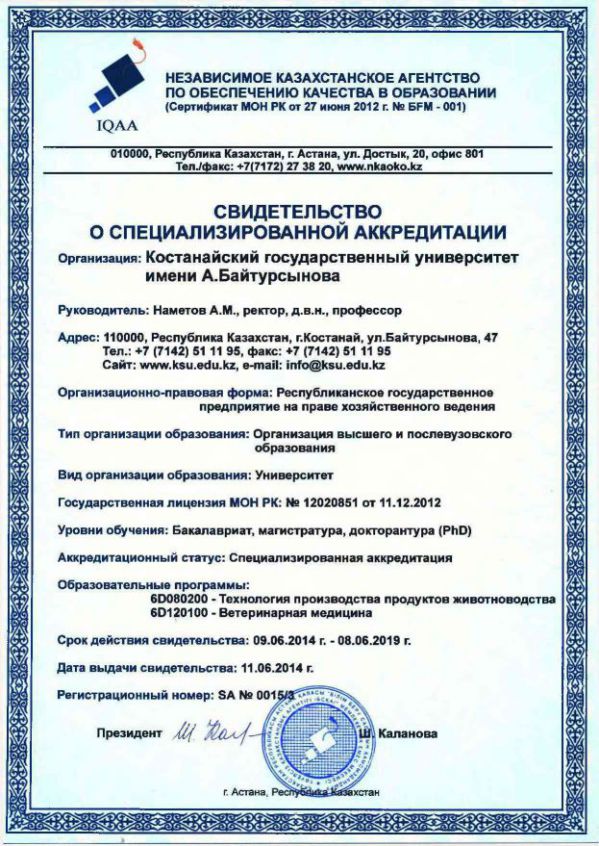 IQAA
НЕЗАВИСИМОЕ КАЗАХСТАНСКОЕ АГЕНТСТВО
ПО ОБЕСПЕЧЕНИЮ КАЧЕСТВА В ОБРАЗОВАНИИ
(Сертификат МОН РК от 27 июня 2012 г. № БFM - 001)
010000, Республика Казахстан, г. Астана, ул. Достык, 20, офис 801
Тел./факс: +7(7172) 27 38 20, www.nkaoko.kz
СВИДЕТЕЛЬСТВО
О СПЕЦИАЛИЗИРОВАННОЙ АККРЕДИТАЦИИ
Организация: Костанайский государственный университет
имени А.Байтурсынова
Руководитель: Наметов А.М., ректор, д.в.н., профессор
Адрес: 110000, Республика Казахстан, г.Костанай, ул.Байтурсынова, 47
Тел.: +7 (7142) 51 11 95, факс: +7 (7142) 51 11 95
Сайт: www.ksu.edu.kz, e-mail: info@ksu.edu.kz
Организационно-правовая форма: Республиканское государственное
предприятие на праве хозяйственного ведения
Тип организации образования: Организация высшего и послевузовского
образования
Вид организации образования: Университет
Государственная лицензия МОН РК: № 12020851 от 11.12.2012
Уровни обучения: Бакалавриат, магистратура, докторантура (PhD)
Аккредитационный статус: Специализированная аккредитация
Образовательные программы:
6D080200 - Технология производства продуктов животноводства
6D120100 - Ветеринарная медицина
Срок действия свидетельства: 09.06.2014 г. - 08.06.2019 г.
Дата выдачи свидетельства: 11.06.2014 г.
Регистрационный номер: SA № 0015/3
Президент Ш. Каланова
г. Астана, Республика Казахстан